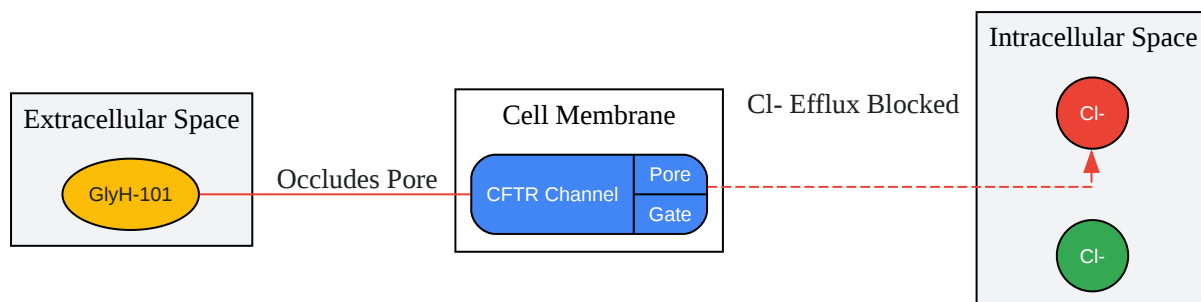 Extracellular Space
GlyH-101
Occludes Pore
Cell Membrane
CFTR Channel
Pore
Gate
Cl- Efflux Blocked
Intracellular Space
Cl-
Cl-